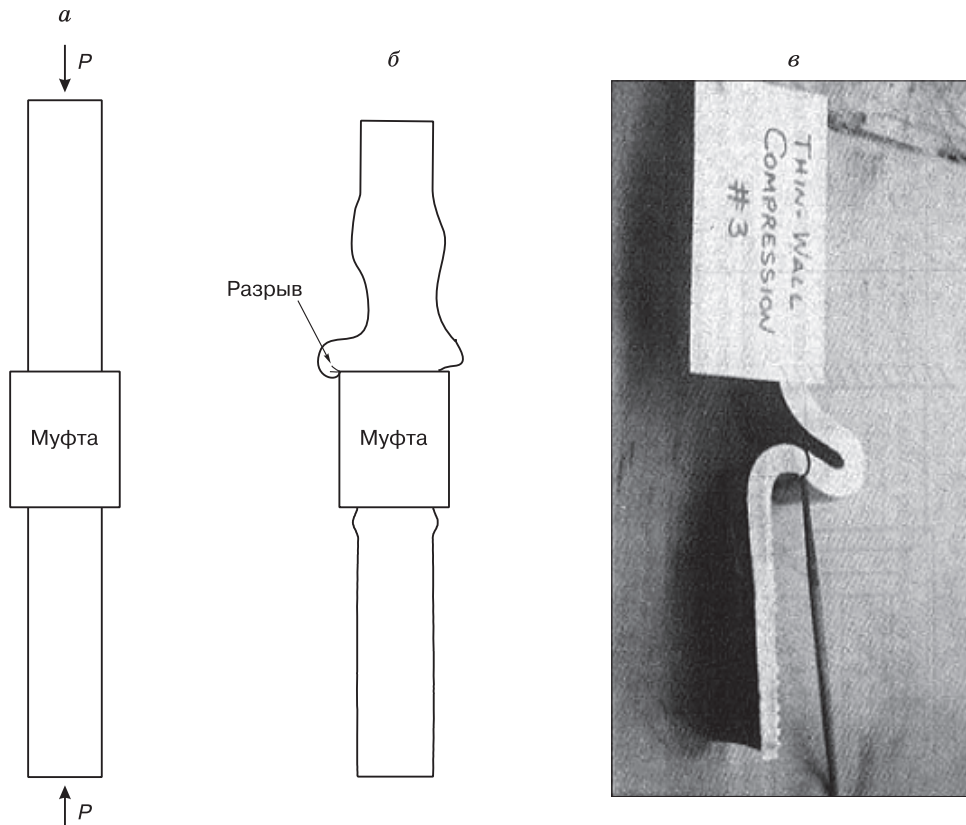 а
P
Муфта
P
б
Разрыв
Муфта
в
THIN-WALL
COMPRESSION
#3